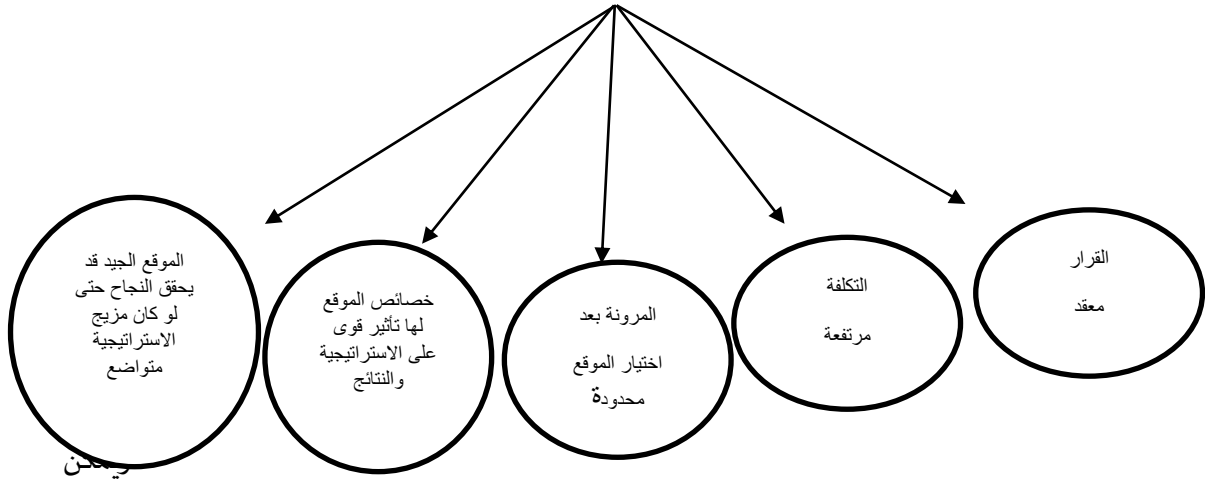 القرار
معقد
التكلفة
مرتفعة
المرونة بعد
اختيار الموقع
محدودة
خصائص الموقع
لها تأثير قوى
على الاستراتيجية
والنتائج
الموقع الجيد قد
يحقق النجاح حتى
لو كان مزيج
الاستراتيجية
متواضع